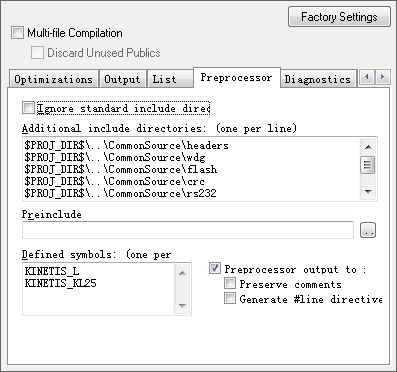 Factory Settings
Multi-file Compilation
Discard Unused Publics
Optimizations Output List Preprocessor Diagnostics
Ignore standard include direc
Additional include directories: (one per line)
$PROJ_DIR$\..\CommonSource\headers
$PROJ_DIR$\..\CommonSource\wdg
$PROJ_DIR$\..\CommonSource\flash
$PROJ_DIR$\..\CommonSource\crc
$PROJ_DIR$\..\CommonSource\rs232
Preinclude
...
Defined symbols: (one per
KINETIS_L
KINETIS_KL25
Preprocessor output to :
Preserve comments
Generate #line directive